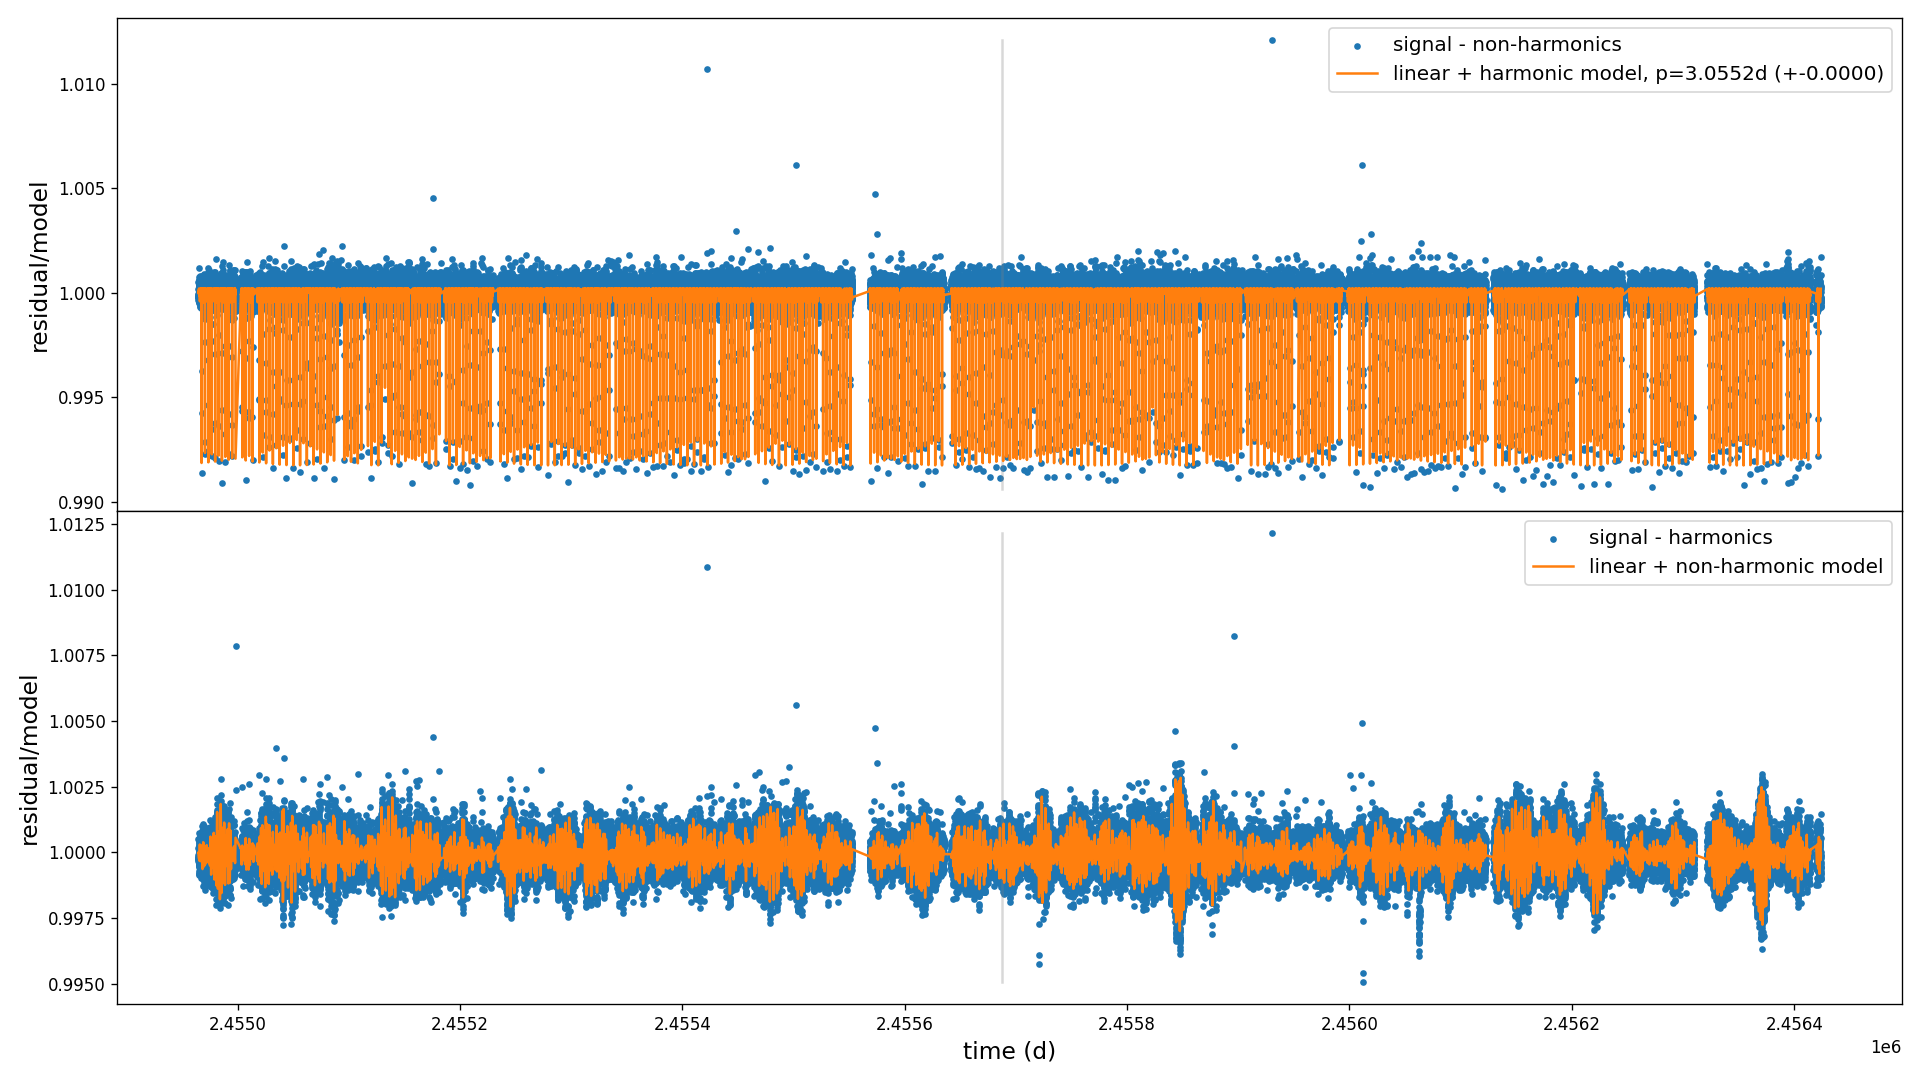 signal - non-harmonics
linear + harmonic model, p=3.0552d (+-0.0000)
1.010
1.005
1.000
0.995
0.990
residual/model
signal - harmonics
linear + non-harmonic model
1.0125
1.0100
1.0075
1.0050
1.0025
1.0000
0.9975
0.9950
residual/model
2.4550
2.4552
2.4554
2.4556
2.4558
2.4560
2.4562
2.4564
time (d)
1e6